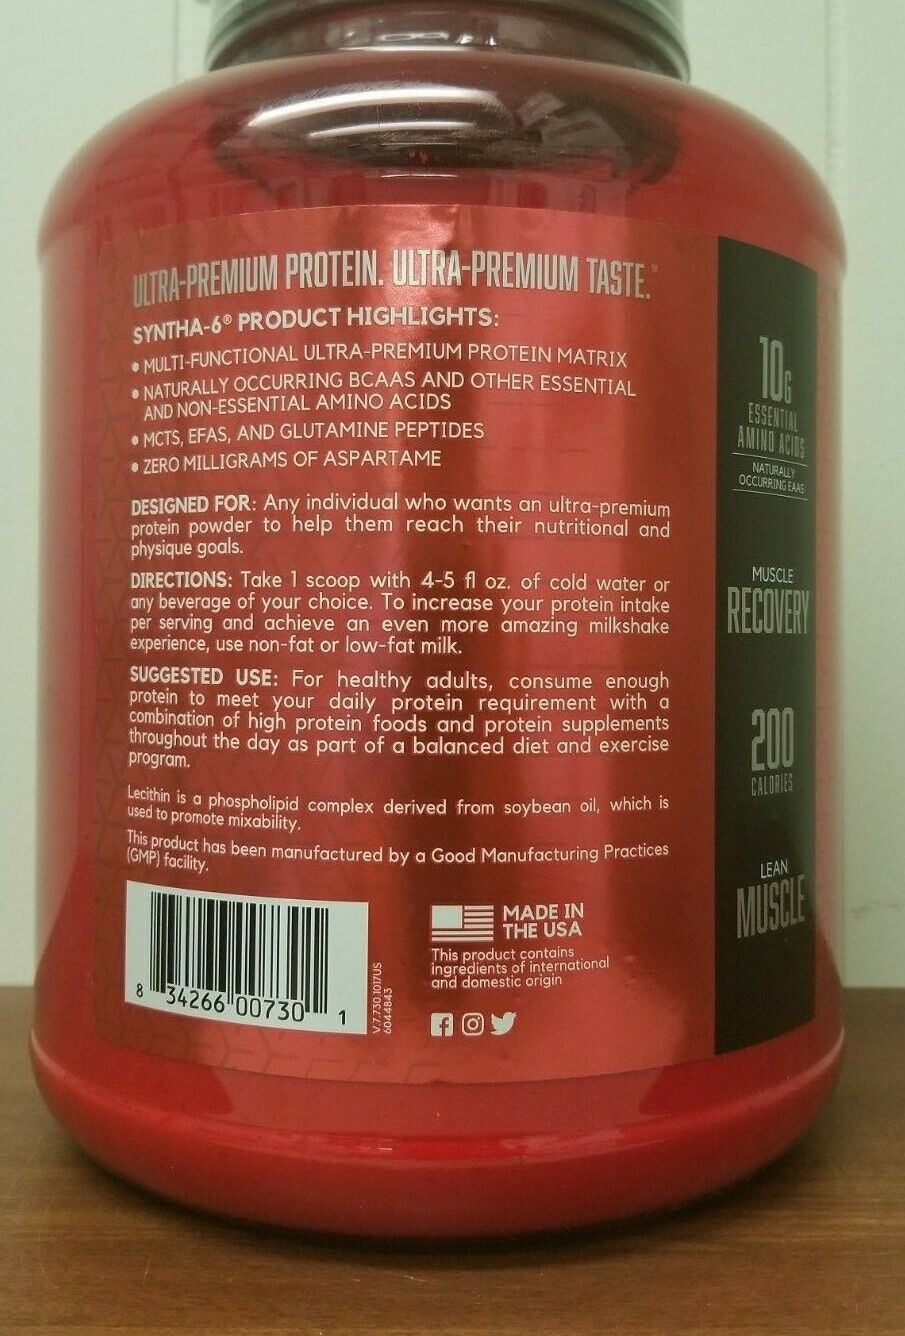 ULTRA-PREMIUM PROTEIN. ULTRA-PREMIUM TASTE.™
SYNTHA-6® PRODUCT HIGHLIGHTS:
• MULTI-FUNCTIONAL ULTRA-PREMIUM PROTEIN MATRIX
• NATURALLY OCCURRING BCAAS AND OTHER ESSENTIAL
AND NON-ESSENTIAL AMINO ACIDS
• MCTS, EFAS, AND GLUTAMINE PEPTIDES
• ZERO MILLIGRAMS OF ASPARTAME
DESIGNED FOR: Any individual who wants an ultra-premium
protein powder to help them reach their nutritional and
physique goals.
DIRECTIONS: Take 1 scoop with 4-5 fl oz. of cold water or
any beverage of your choice. To increase your protein intake
per serving and achieve an even more amazing milkshake
experience, use non-fat or low-fat milk.
SUGGESTED USE: For healthy adults, consume enough
protein to meet your daily protein requirement with a
combination of high protein foods and protein supplements
throughout the day as part of a balanced diet and exercise
program.
Lecithin is a phospholipid complex derived from soybean oil, which is
used to promote mixability.
This product has been manufactured by a Good Manufacturing Practices
(GMP) facility.
8 34266 00730 1
V.7.730.1017US
6044843
MADE IN
THE USA
This product contains
ingredients of international
and domestic origin
10G
ESSENTIAL
AMINO ACIDS
NATURALLY
OCCURRING EAAS
MUSCLE
RECOVERY
200
CALORIES
LEAN
MUSCLE